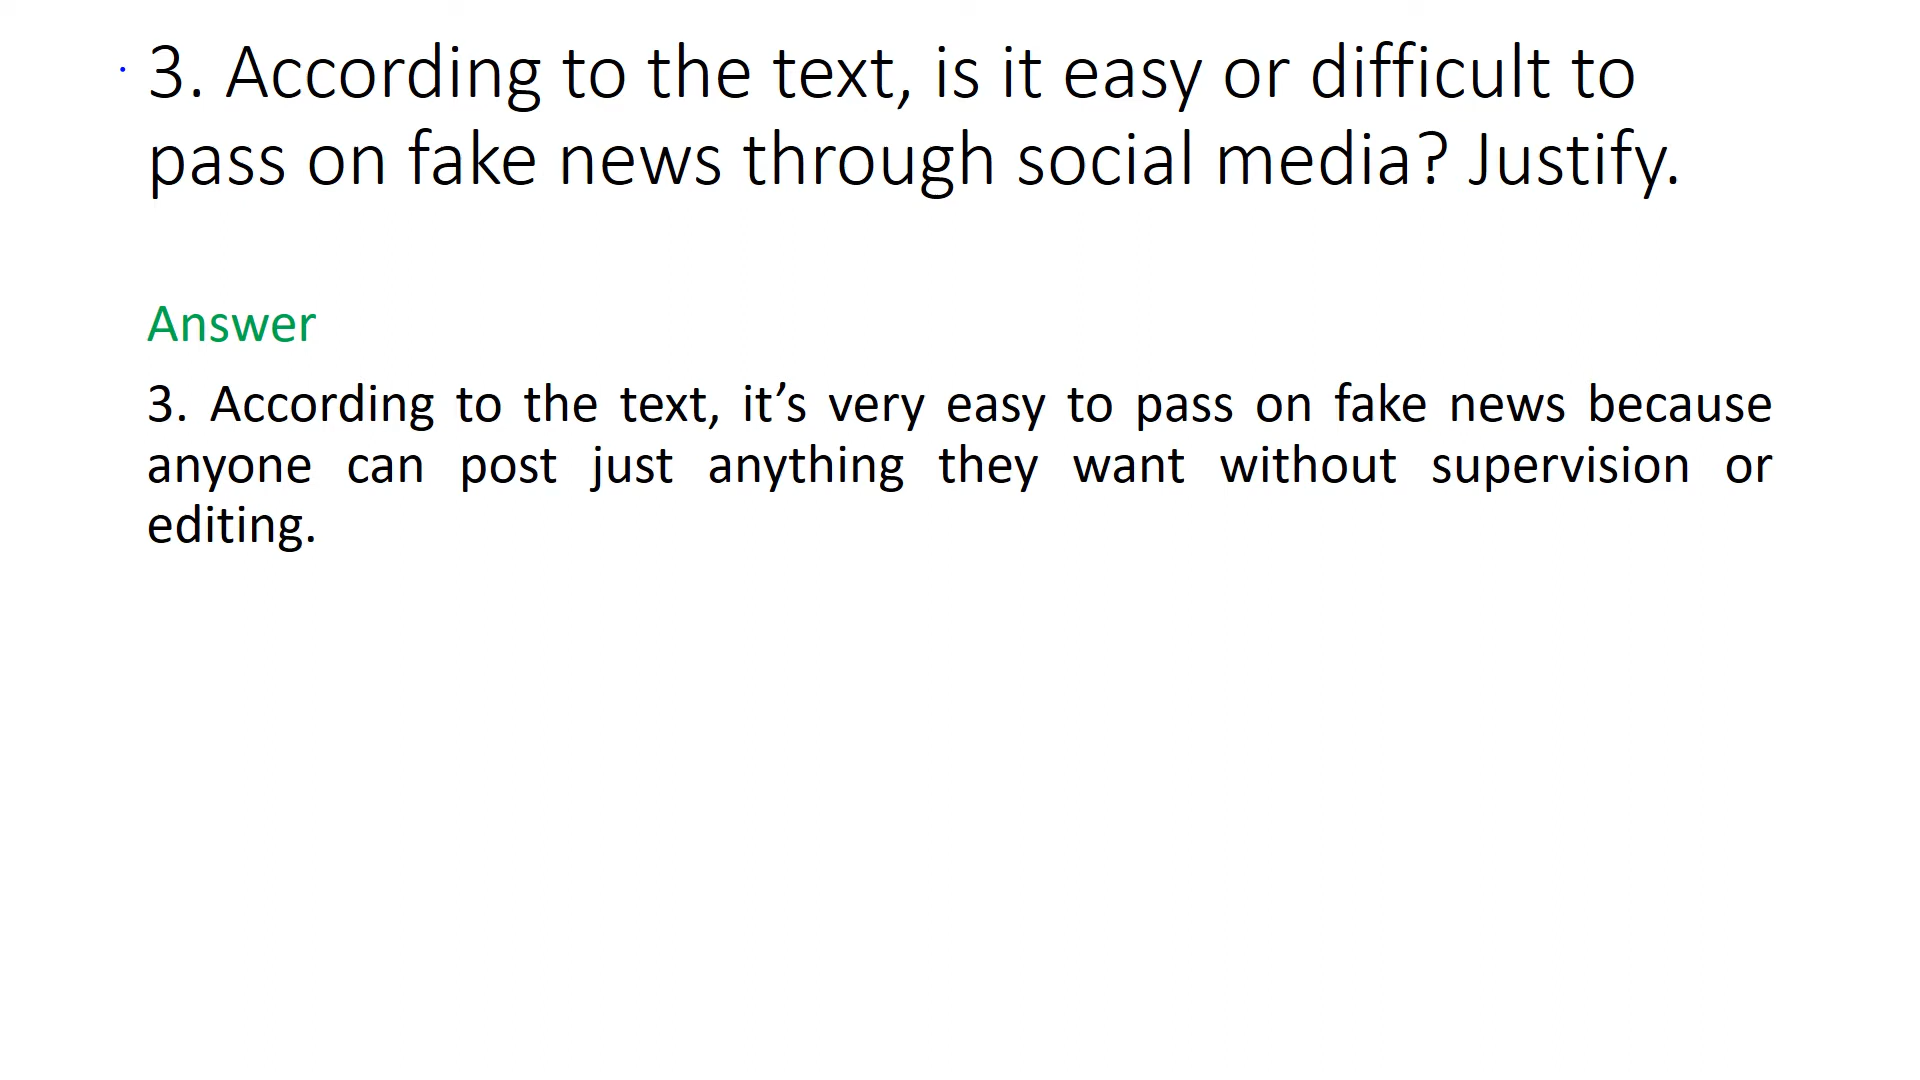 3. According to the text, is it easy or difficult to
pass on fake news through social media? Justify.
Answer
3. According to the text, it’s very easy to pass on fake news because
anyone can post just anything they want without supervision or
editing.